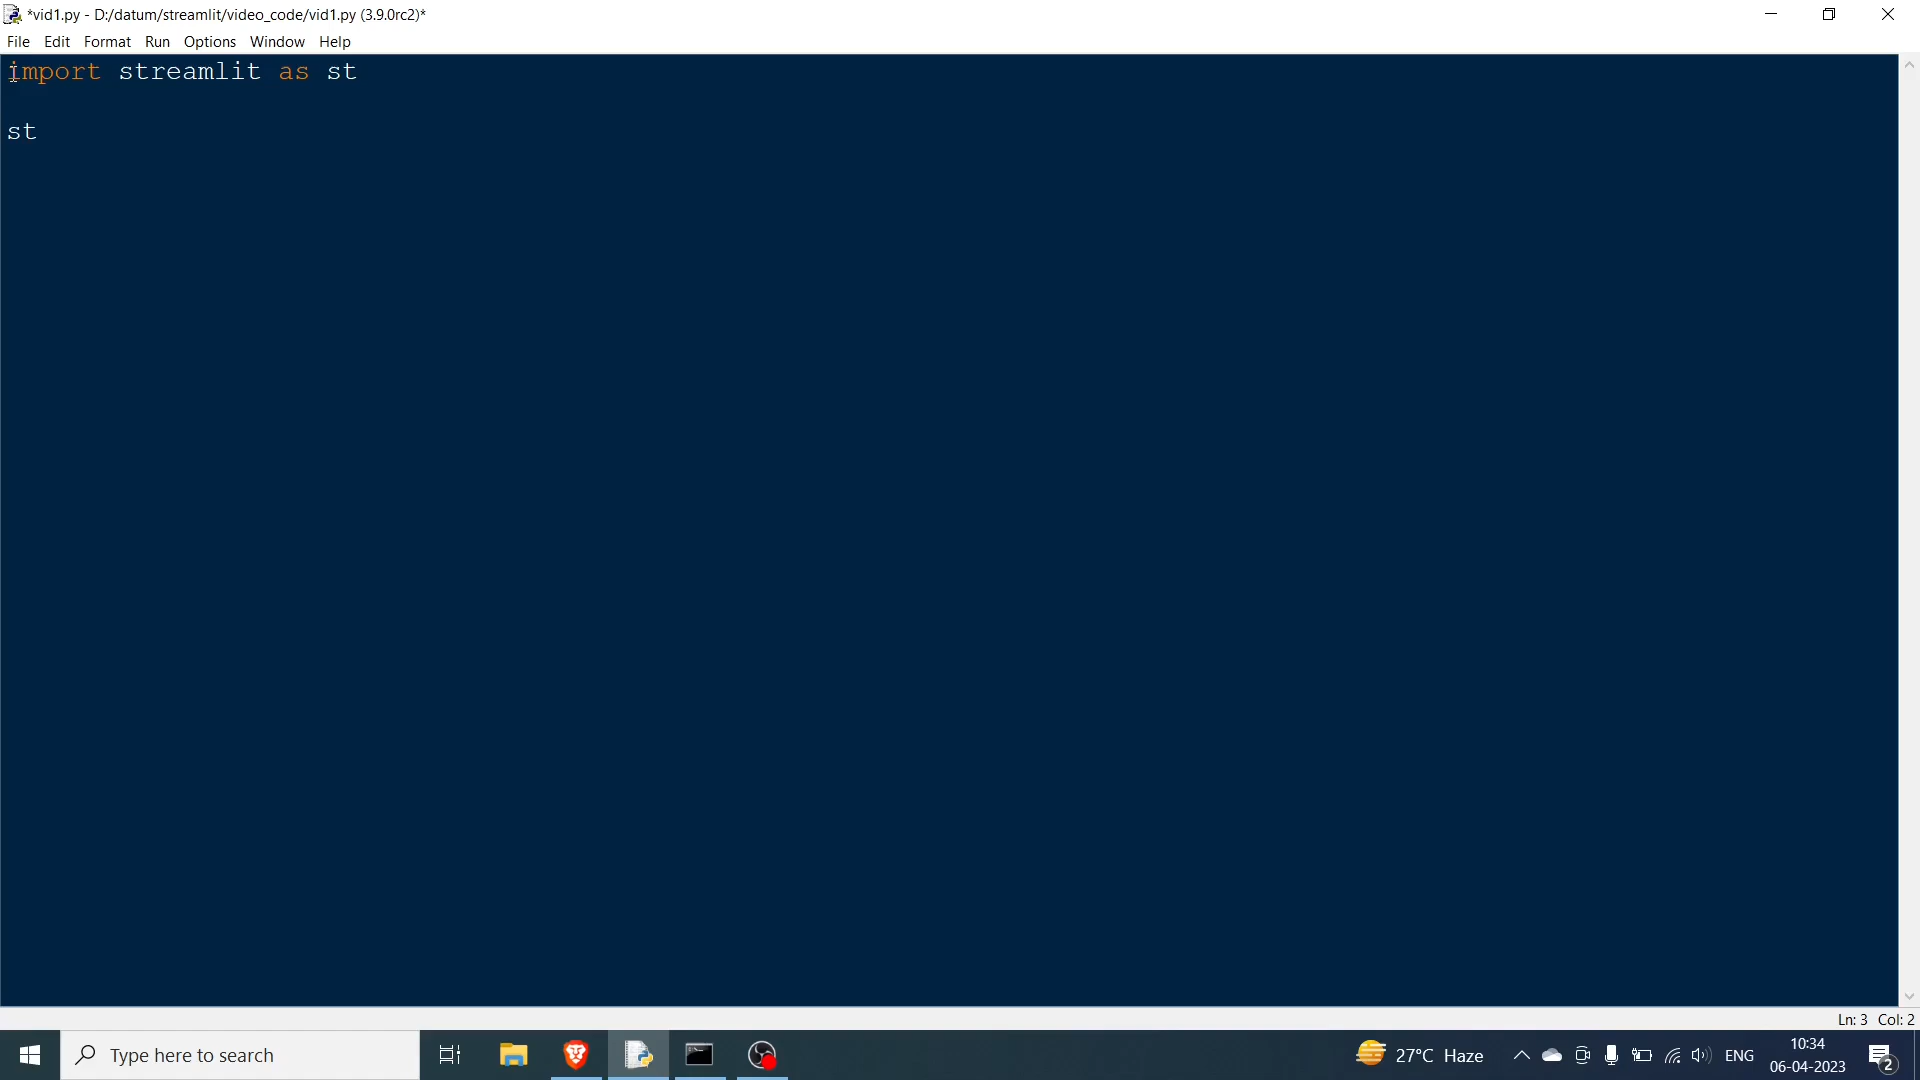 *vid1.py - D:/datum/streamlit/video_code/vid1.py (3.9.0rc2)*
File Edit Format Run Options Window Help
import streamlit as st
st
Ln: 3 Col: 2
Type here to search
27°C Haze
ENG
10:34
06-04-2023
2